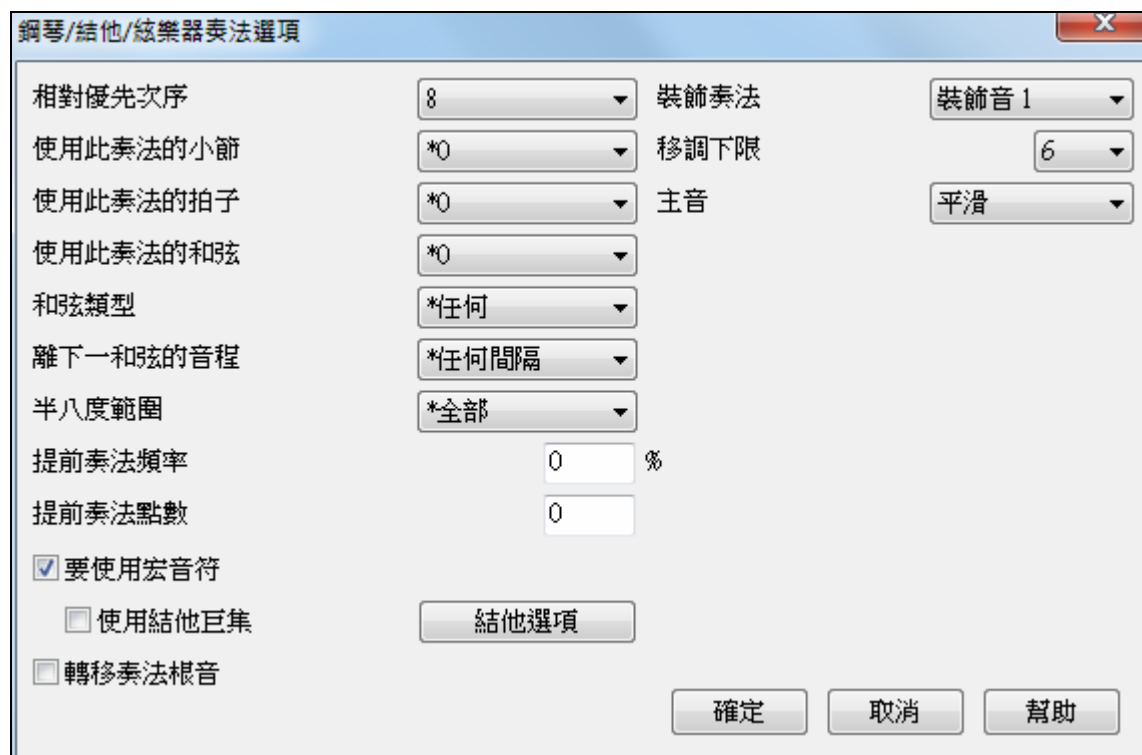 鋼琴/結他/絃樂器奏法選項
相對優先次序 8 裝飾奏法 裝飾音 1
使用此奏法的小節 *0 移調下限 6
使用此奏法的拍子 *0 主音 平滑
使用此奏法的和弦 *0
和弦類型 *任何
離下一和弦的音程 *任何間隔
半八度範圍 *全部
提前奏法頻率 0 %
提前奏法點數 0
要使用宏音符
使用結他巨集 結他選項
轉移奏法根音
確定 取消 幫助